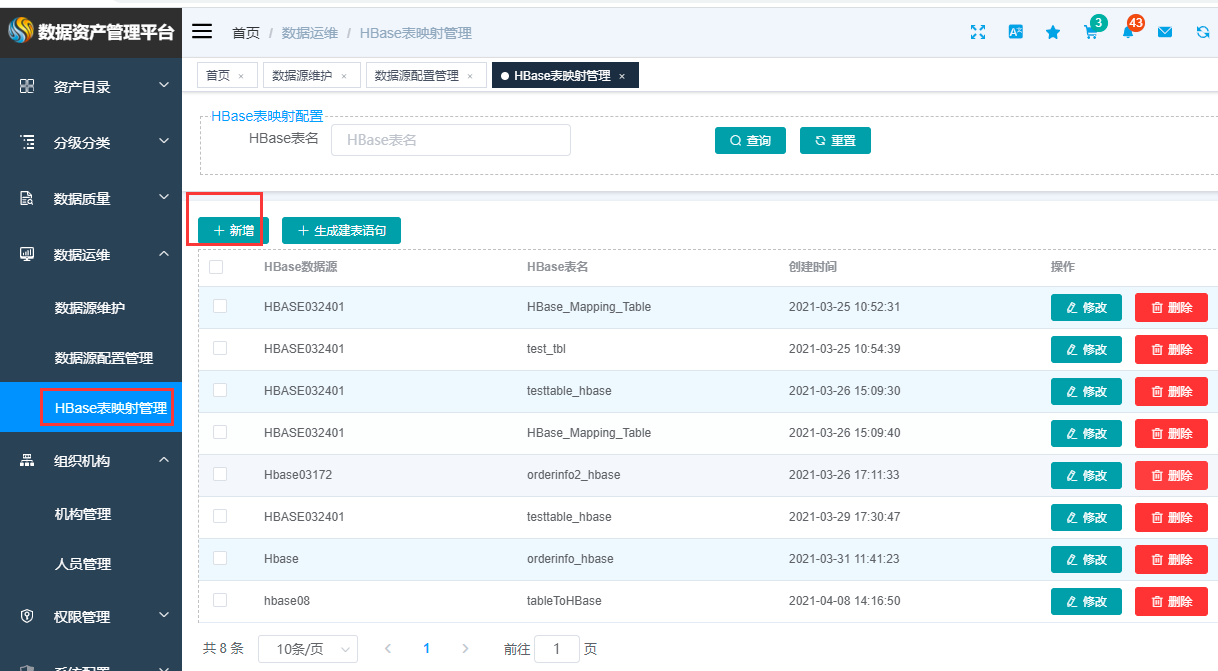 数据资产管理平台
首页 / 数据运维 / HBase表映射管理
3
43
首页 ×
数据源维护 ×
数据源配置管理 ×
HBase表映射管理 ×
资产目录
分级分类
数据质量
数据运维
数据源维护
数据源配置管理
HBase表映射管理
组织机构
机构管理
人员管理
权限管理
系统配置
HBase表映射配置
HBase表名 HBase表名 查询 重置
新增 生成建表语句
HBase数据源 HBase表名 创建时间 操作
HBASE032401 HBase_Mapping_Table 2021-03-25 10:52:31 修改 删除
HBASE032401 test_tbl 2021-03-25 10:54:39 修改 删除
HBASE032401 testtable_hbase 2021-03-26 15:09:30 修改 删除
HBASE032401 HBase_Mapping_Table 2021-03-26 15:09:40 修改 删除
Hbase03172 orderinfo2_hbase 2021-03-26 17:11:33 修改 删除
HBASE032401 testtable_hbase 2021-03-29 17:30:47 修改 删除
Hbase orderinfo_hbase 2021-03-31 11:41:23 修改 删除
hbase08 tableToHBase 2021-04-08 14:16:50 修改 删除
共 8 条 10条/页 < 1 > 前往 1 页